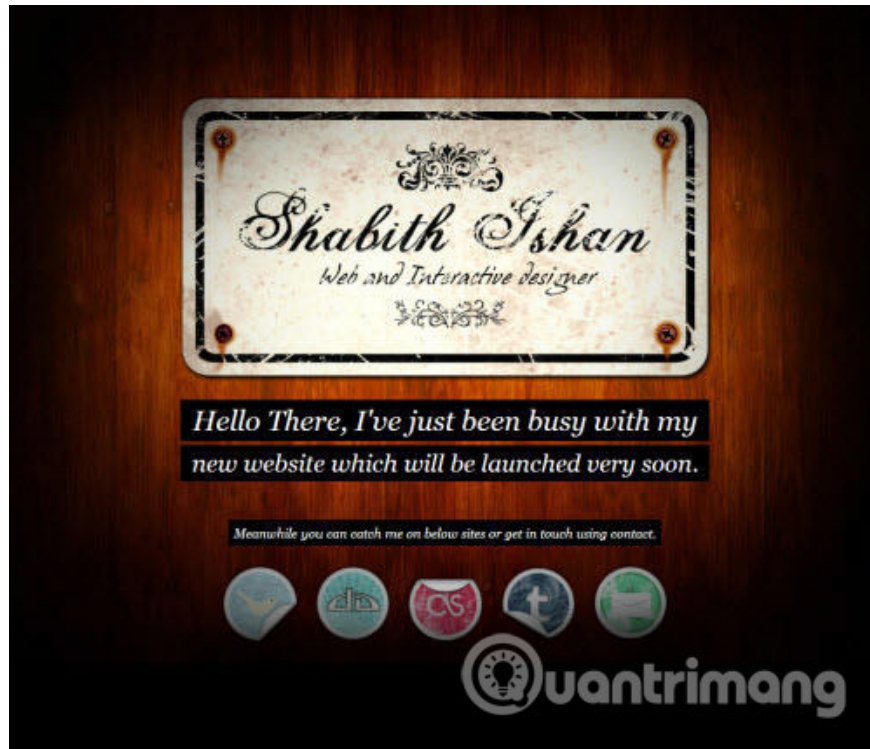 Shabith Ishan
Web and Interactive designer
Hello There, I've just been busy with my
new website which will be launched very soon.
Meanwhile you can catch me on below sites or get in touch using contact.
Quantrimang